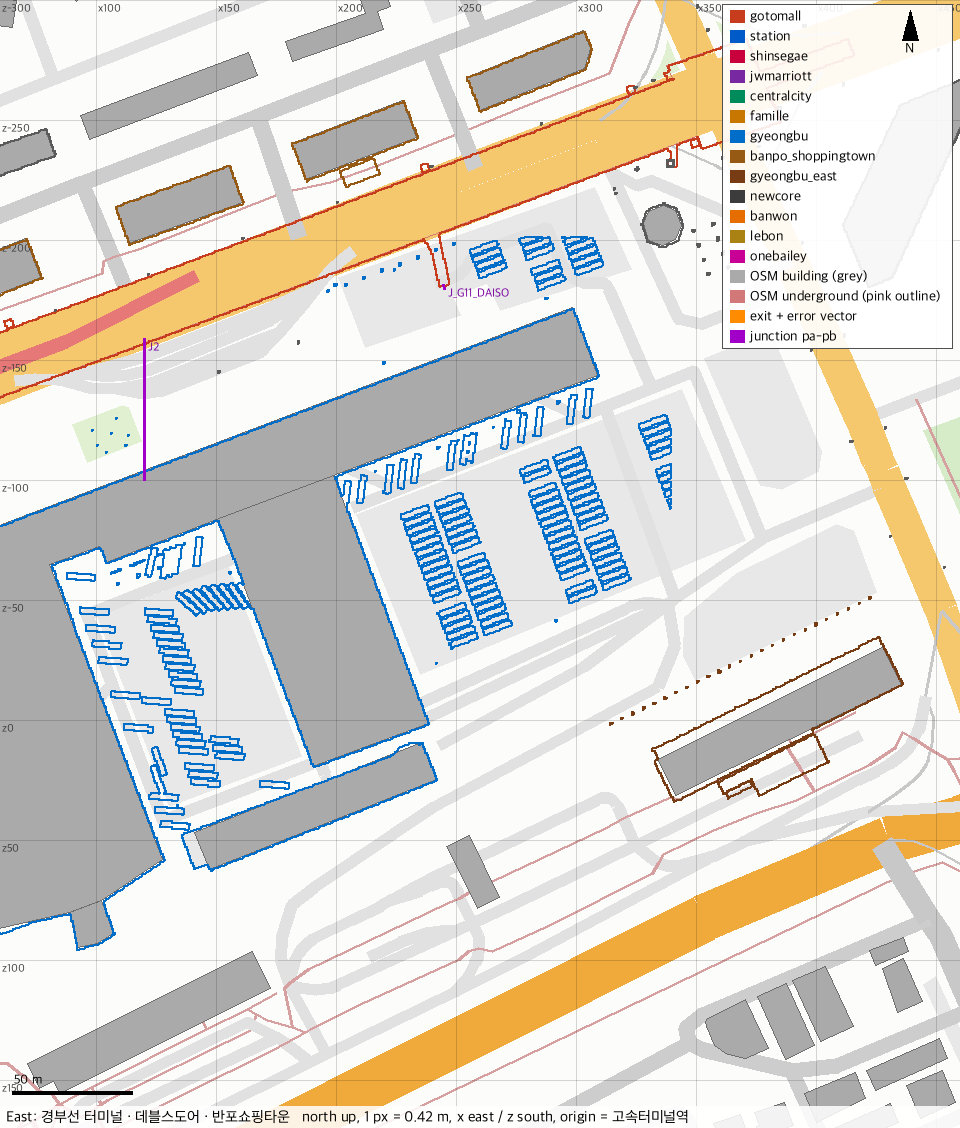 z-300
x150
x200
x250
x300
x350
x400
gotomall
station
shinsegae
jwmarriott
centralcity
famille
gyeongbu
banpo_shoppingtown
gyeongbu_east
newcore
banwon
lebon
onebailey
OSM building (grey)
OSM underground (pink outline)
exit + error vector
junction pa-pb
N
z-250
z-200
J_G11_DAISO
J2
z-150
z-100
z-50
z0
z50
z100
z150
50 m
East: 경부선 터미널 · 데블스도어 · 반포쇼핑타운 north up, 1 px = 0.42 m, x east / z south, origin = 고속터미널역